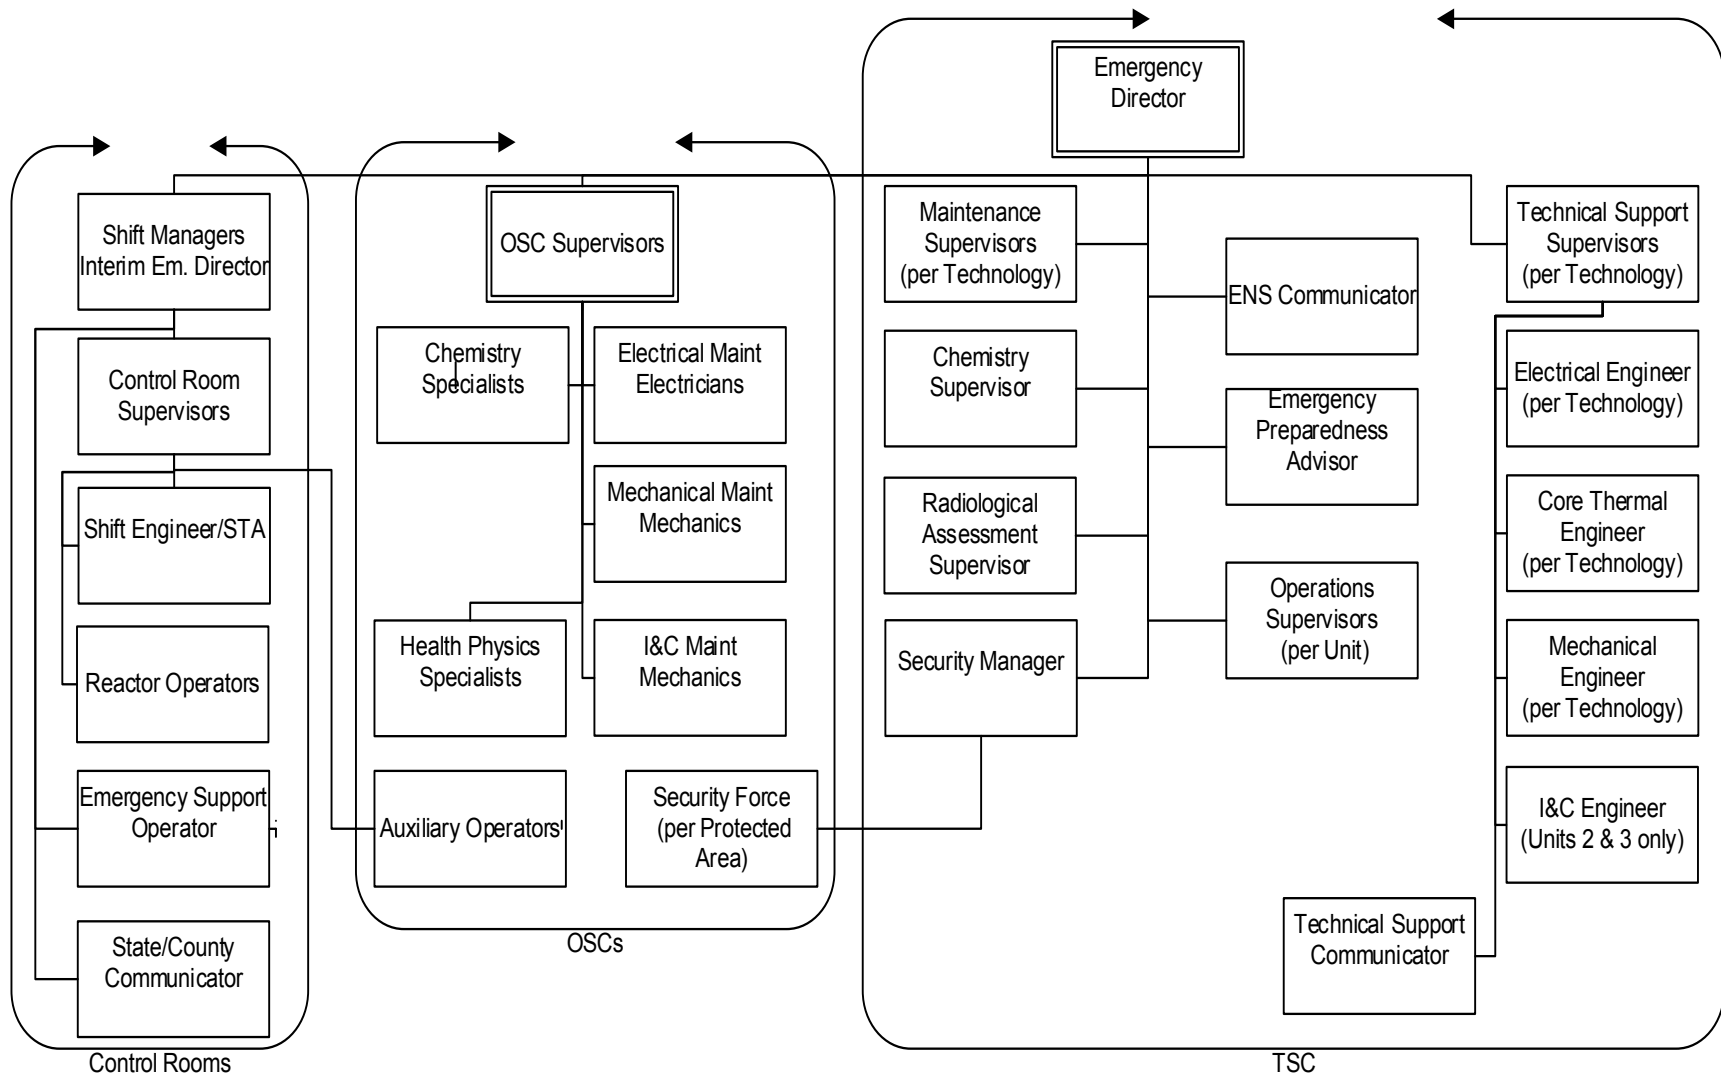 Emergency
Director
Shift Managers
Interim Em. Director
OSC Supervisors
Maintenance
Supervisors
(per Technology)
Technical Support
Supervisors
(per Technology)
ENS Communicator
Control Room
Supervisors
Chemistry
Specialists
Electrical Maint
Electricians
Chemistry
Supervisor
Electrical Engineer
(per Technology)
Emergency
Preparedness
Advisor
Shift Engineer/STA
Mechanical Maint
Mechanics
Radiological
Assessment
Supervisor
Core Thermal
Engineer
(per Technology)
Operations
Supervisors
(per Unit)
Reactor Operators
Health Physics
Specialists
I&C Maint
Mechanics
Security Manager
Mechanical
Engineer
(per Technology)
Emergency Support
Operator
Auxiliary Operators
Security Force
(per Protected
Area)
I&C Engineer
(Units 2 & 3 only)
State/County
Communicator
Technical Support
Communicator
OSCs
Control Rooms
TSC